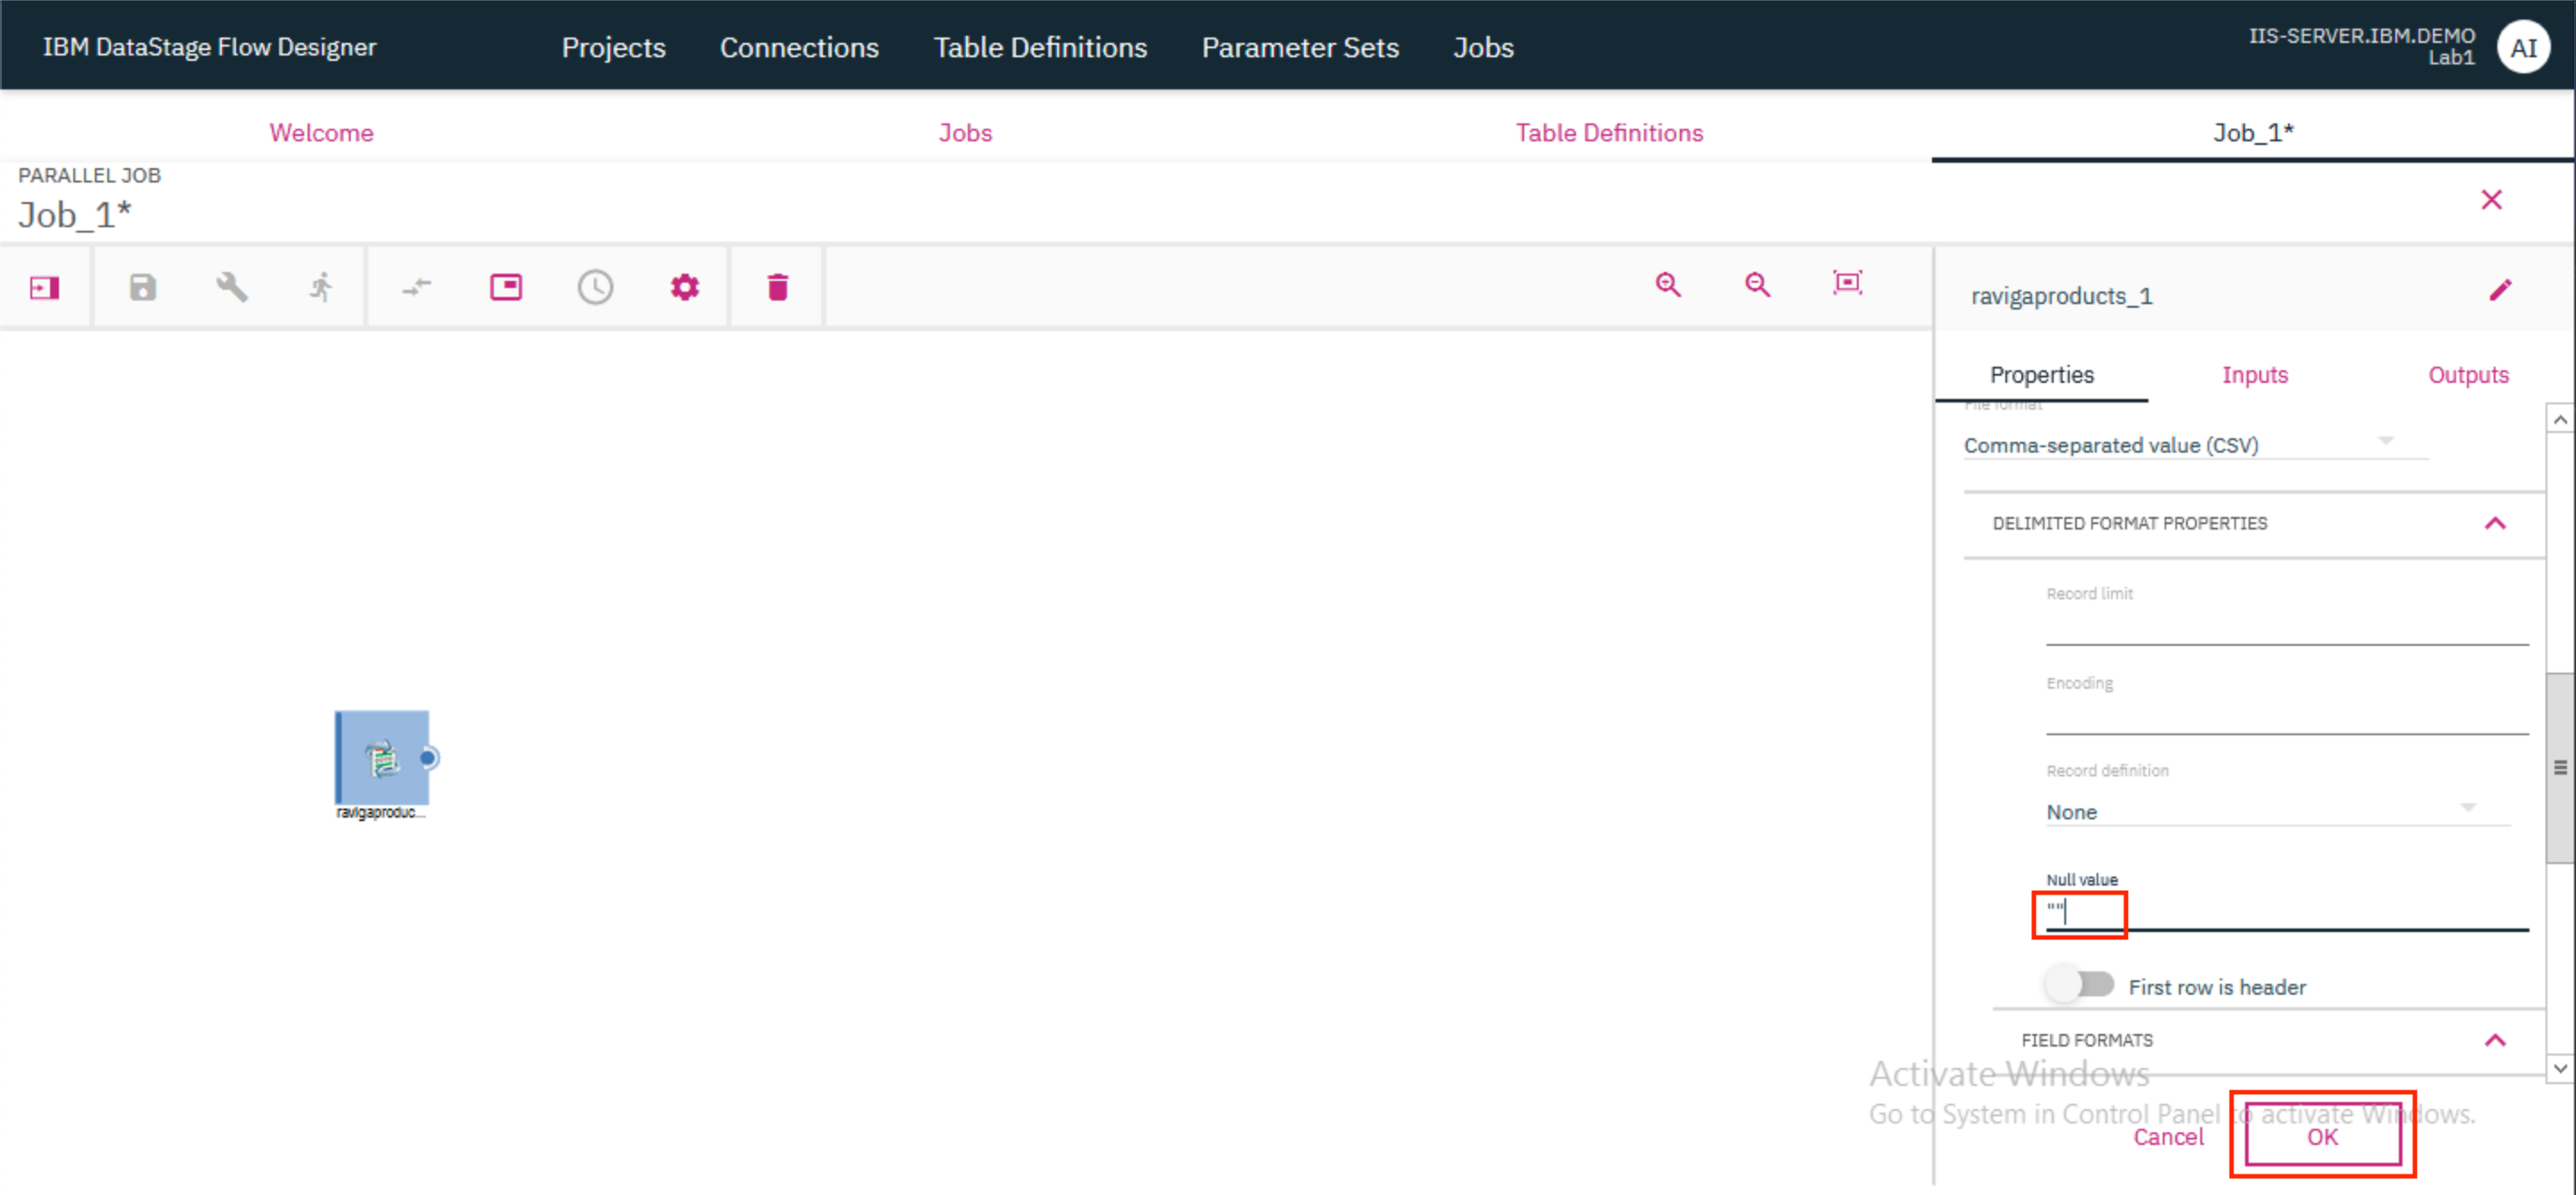 IBM DataStage Flow Designer
Projects
Connections
Table Definitions
Parameter Sets
Jobs
IIS-SERVER.IBM.DEMO
Lab1
AI
Welcome
Jobs
Table Definitions
Job_1*
PARALLEL JOB
Job_1*
ravigaproducts_1
Properties
Inputs
Outputs
File format
Comma-separated value (CSV)
DELIMITED FORMAT PROPERTIES
Record limit
Encoding
Record definition
None
Null value
""
First row is header
FIELD FORMATS
ravigaproduc...
Activate Windows
Go to System in Control Panel to activate Windows.
Cancel
OK